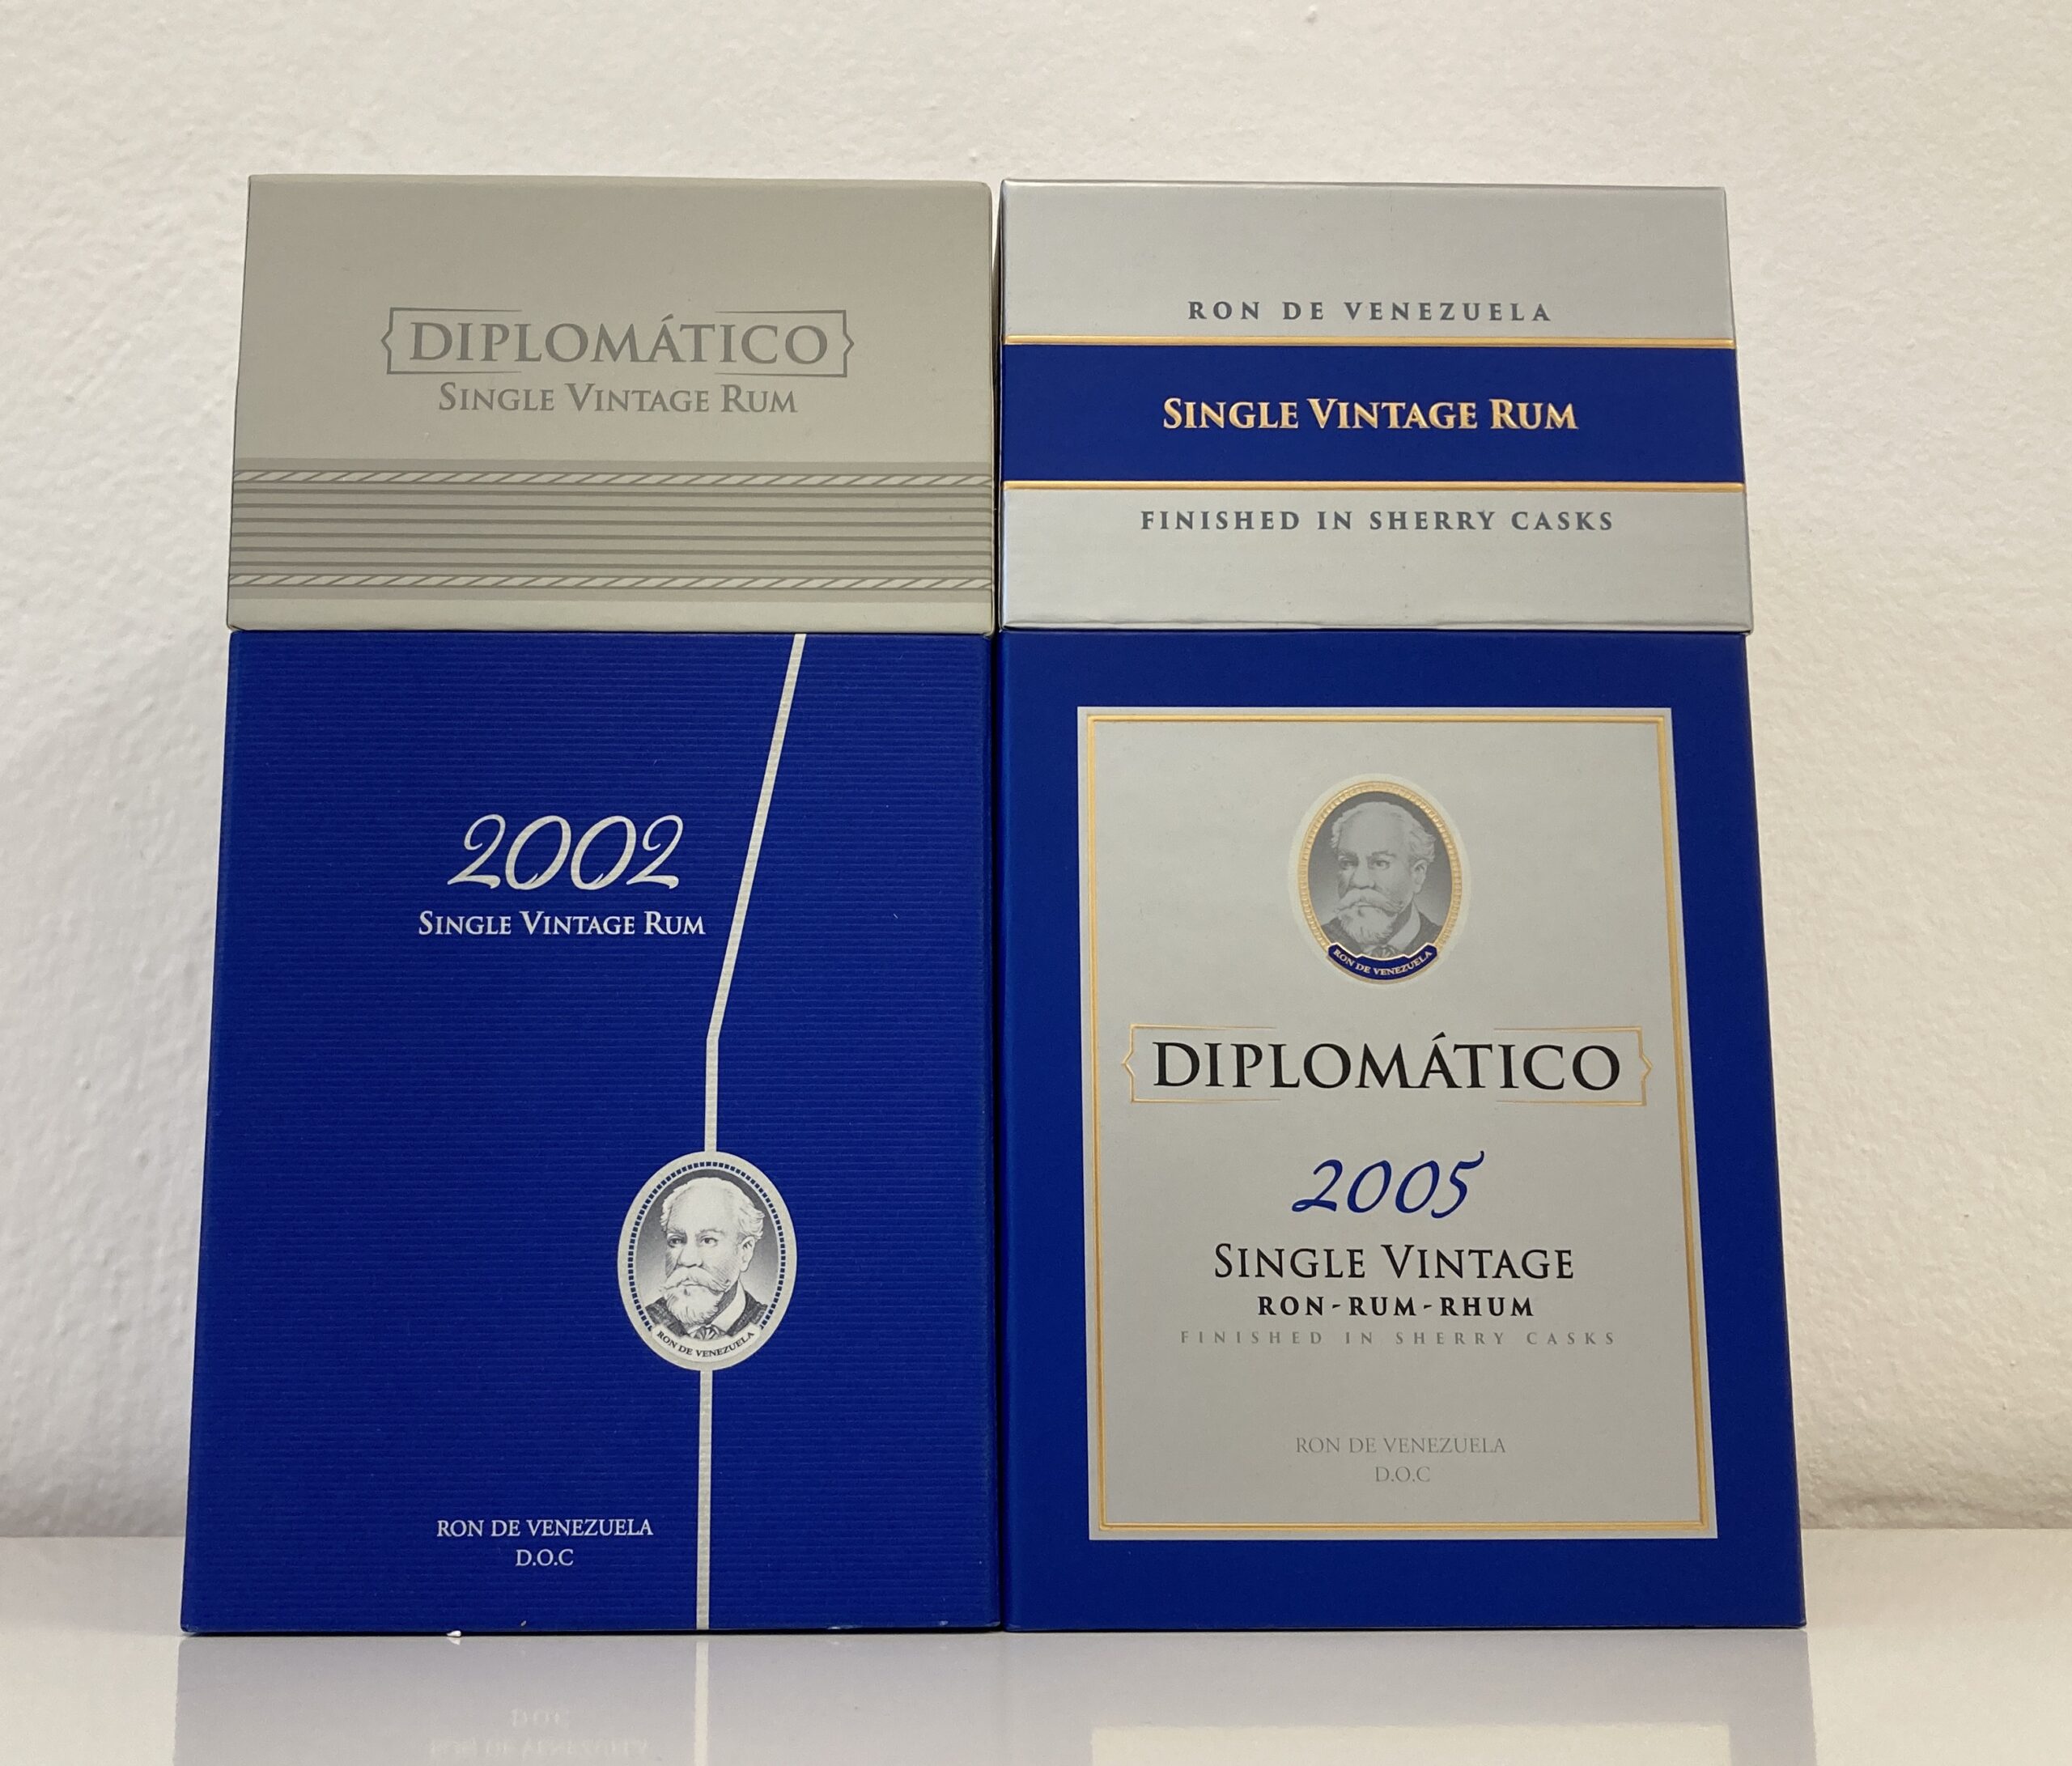 DIPLOMÁTICO
SINGLE VINTAGE RUM
2002
SINGLE VINTAGE RUM
RON DE VENEZUELA
RON DE VENEZUELA
D.O.C
RON DE VENEZUELA
SINGLE VINTAGE RUM
FINISHED IN SHERRY CASKS
RON DE VENEZUELA
DIPLOMÁTICO
2005
SINGLE VINTAGE
RON-RUM-RHUM
FINISHED IN SHERRY CASKS
RON DE VENEZUELA
D.O.C